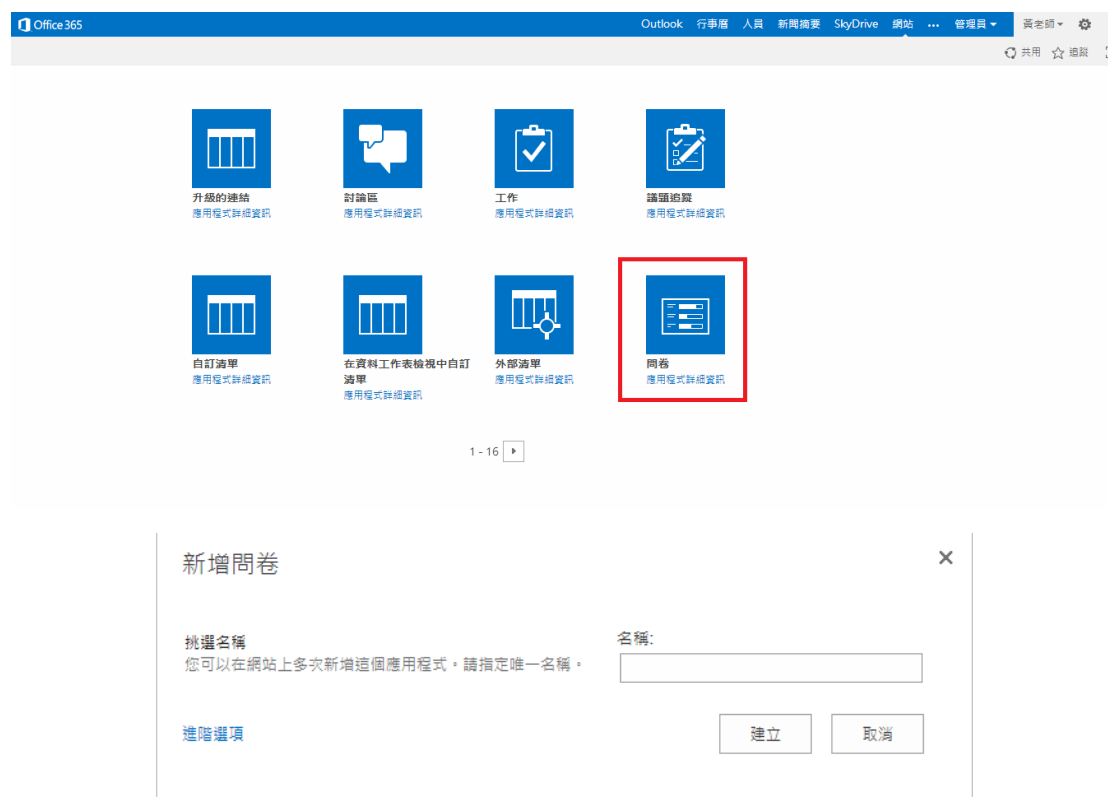 Office 365
Outlook 行事曆 人員 新聞摘要 SkyDrive 網站 ••• 管理員 黃老師
共用 追蹤
升級的連結 討論區 工作 議題追蹤
應用程式詳細資訊 應用程式詳細資訊 應用程式詳細資訊 應用程式詳細資訊
自訂清單 在資料工作表檢視中自訂 外部清單 問卷
應用程式詳細資訊 清單 應用程式詳細資訊 應用程式詳細資訊
應用程式詳細資訊
1 - 16
新增問卷
挑選名稱 名稱:
您可以在網站上多次新增這個應用程式。請指定唯一名稱。
進階選項 建立 取消